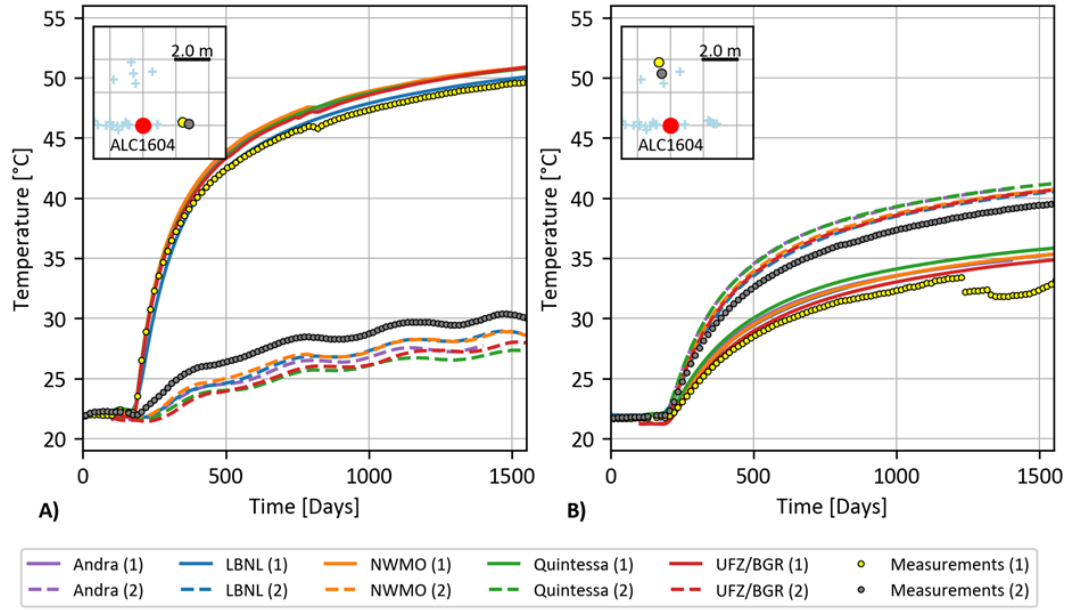 55
50
45
40
35
30
25
20
Temperature [°C]
2.0 m
ALC1604
0
500
1000
1500
Time [Days]
A)
55
50
45
40
35
30
25
20
Temperature [°C]
2.0 m
ALC1604
0
500
1000
1500
Time [Days]
B)
Andra (1) LBNL (1) NWMO (1) Quintessa (1) UFZ/BGR (1) Measurements (1)
Andra (2) LBNL (2) NWMO (2) Quintessa (2) UFZ/BGR (2) Measurements (2)